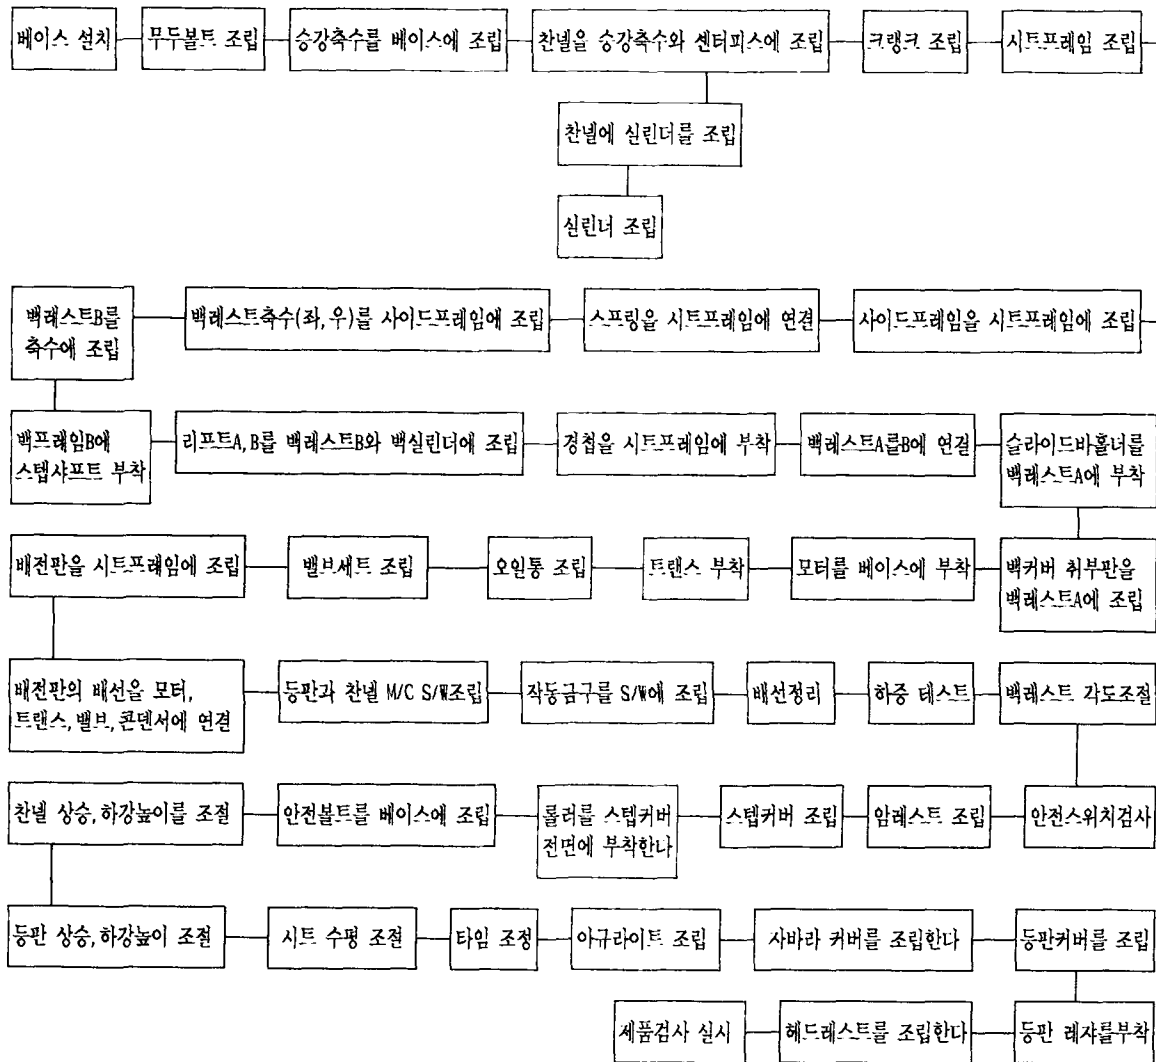 베이스 설치
무두볼트 조립
승강축수를 베이스에 조립
찬넬을 승강축수와 센터피스에 조립
크랭크 조립
시트프레임 조립
찬넬에 실린더를 조립
실린너 조립
백래스트B를
축수에 조립
백레스트축수(좌,우)를 사이드프레임에 조립
스프링을 시트프레임에 연결
사이드프레임을 시트프레임에 조립
백프레임B에
스텝샤프트 부착
리프트A,B를 백레스트B와 백실린더에 조립
경첩을 시트프레임에 부착
백레스트A를B에 연결
슬라이드바홀너를
백레스트A에 부착
배전판을 시트프래임에 조립
밸브세트 조립
오일통 조립
트랜스 부착
모터를 베이스에 부착
백커버 취부판을
백레스트A에 조립
배전판의 배선을 모터,
트랜스,밸브,콘덴서에 연결
등판과 찬넬 M/C S/W조립
작동금구를 S/W에 조립
배선정리
하중 테스트
백레스트 각도조절
찬넬 상승,하강높이를 조절
안전볼트를 베이스에 조립
롤러를 스텝커버
전면에 부착한나
스텝커버 조립
암레스트 조립
안전스위치검사
등판 상승,하강높이 조절
시트 수평 조절
타임 조정
아규라이트 조립
사바라 커버를 조립한다
등판커버를 조립
제품검사 실시
헤드레스트를 조립한다
등판 레쟈를부착